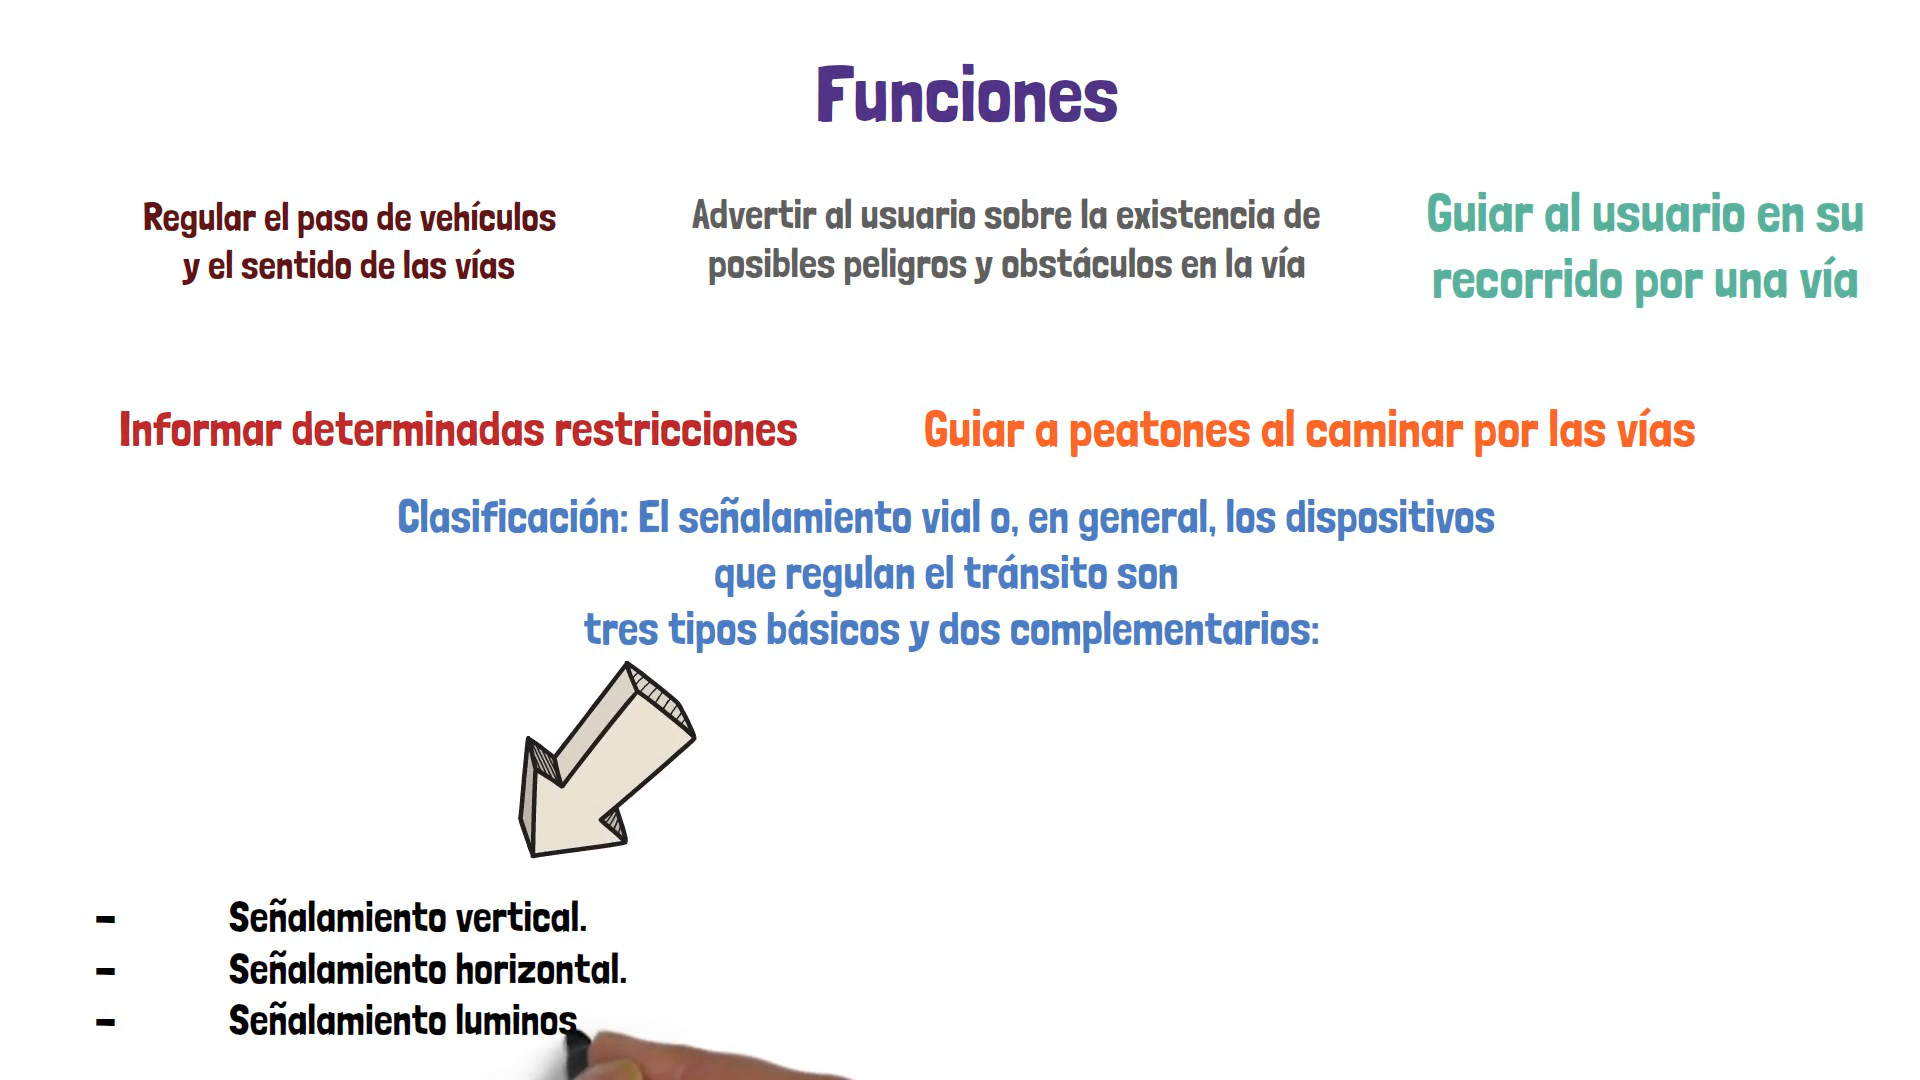 Funciones
Regular el paso de vehículos
y el sentido de las vías
Advertir al usuario sobre la existencia de
posibles peligros y obstáculos en la vía
Guiar al usuario en su
recorrido por una vía
Informar determinadas restricciones
Guiar a peatones al caminar por las vías
Clasificación: El señalamiento vial o, en general, los dispositivos
que regulan el tránsito son
tres tipos básicos y dos complementarios:
- Señalamiento vertical.
- Señalamiento horizontal.
- Señalamiento luminos